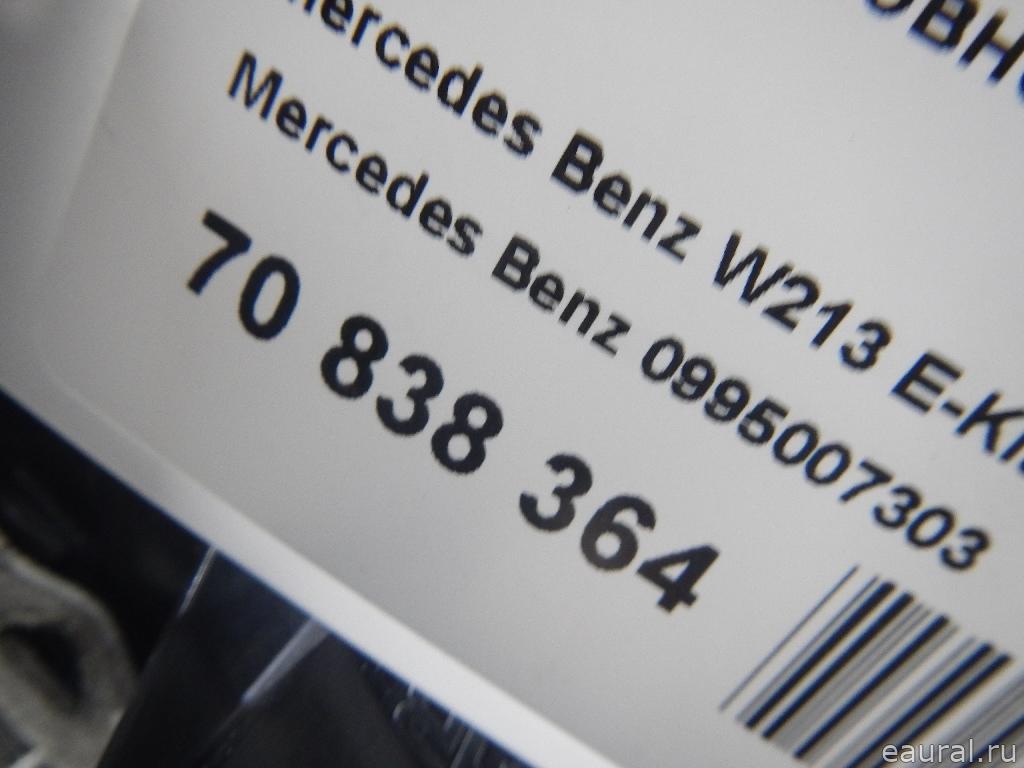 Mercedes Benz W213 E-Kl
Mercedes Benz 0995007303
70 838 364
eaural.ru